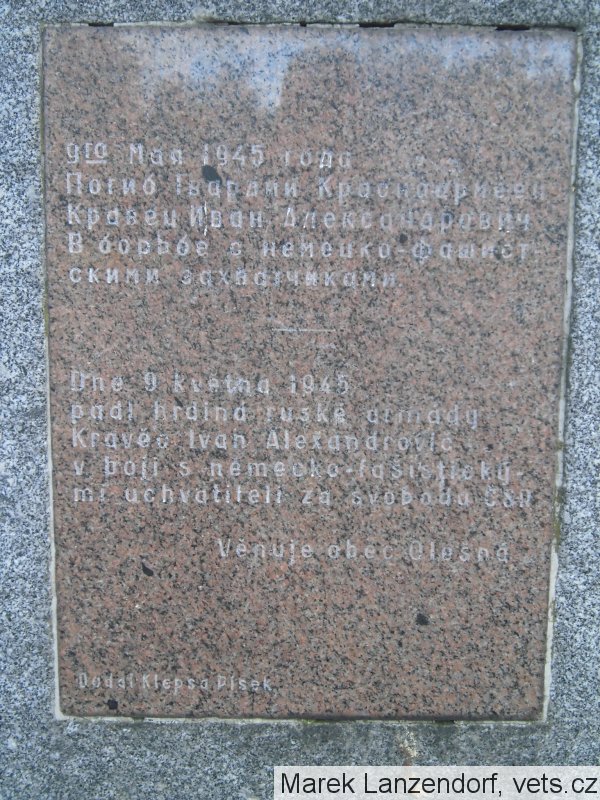 9го Мая 1945 года
Погиб Гвардии Красноармеец
Кравец Иван Александрович
В борьбе с немецко-фашист-
скими захватчиками
Dne 9 května 1945
padl hrdina ruské armády
Kravěc Ivan Alexandrovič
v boji s německo-fašistický-
mi uchvatiteli za svobodu ČSR
Věnuje obec Olešná
Dodal Klepsa Písek
Marek Lanzendorf, vets.cz